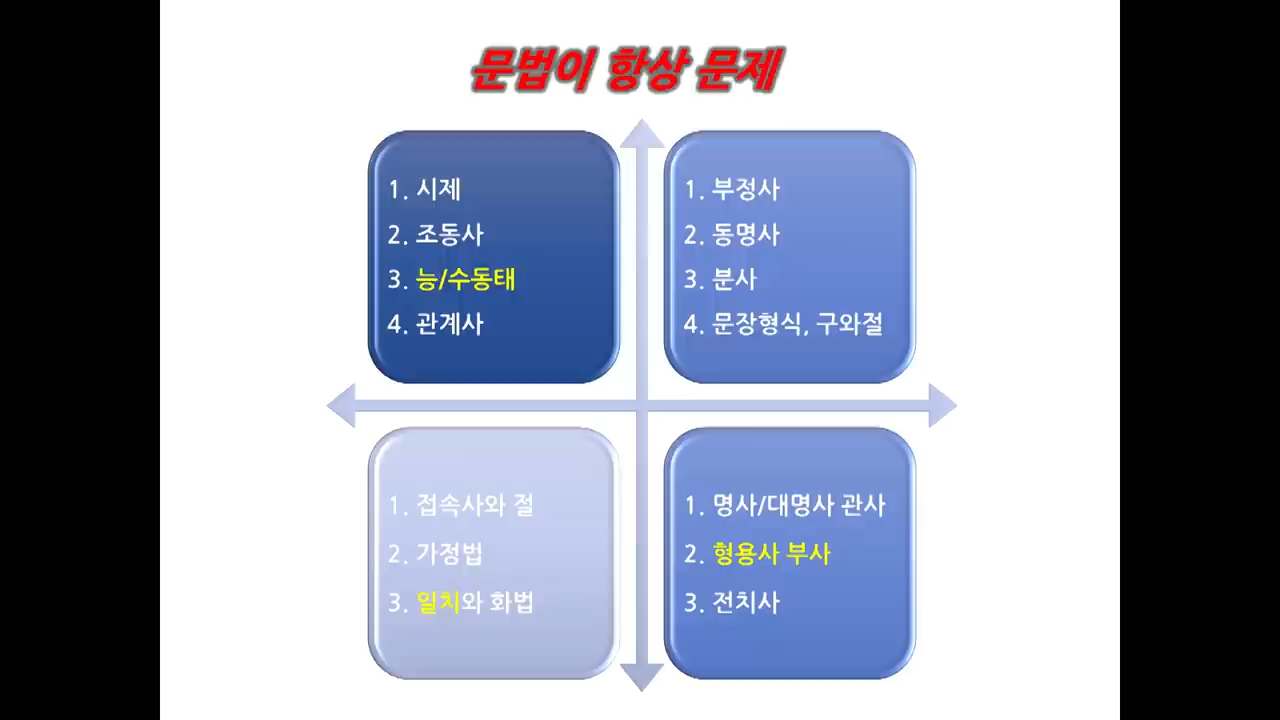 문법이 항상 문제
1. 시제
2. 조동사
3. 능/수동태
4. 관계사
1. 부정사
2. 동명사
3. 분사
4. 문장형식, 구와절
1. 접속사와 절
2. 가정법
3. 일치와 화법
1. 명사/대명사 관사
2. 형용사 부사
3. 전치사